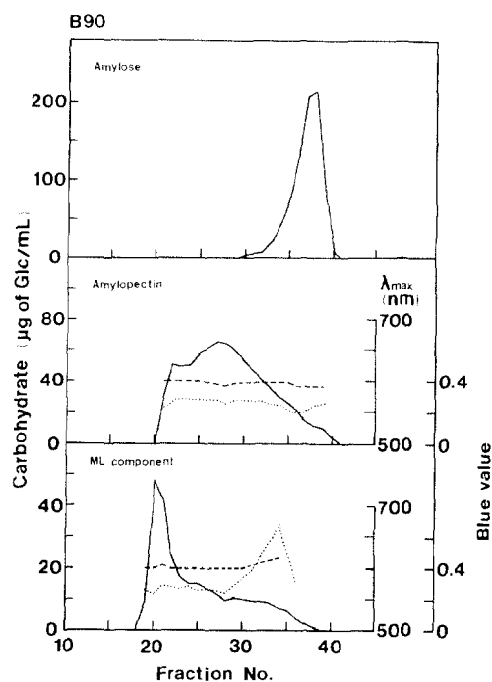 B90
Amylose
200
100
0
Amylopectin
80
40
0
λmax
(nm)
700
500
0.4
0
ML component
40
20
0
700
500
0.4
0
10
20
30
40
Carbohydrate (µg of Glc/mL)
Blue value
Fraction No.